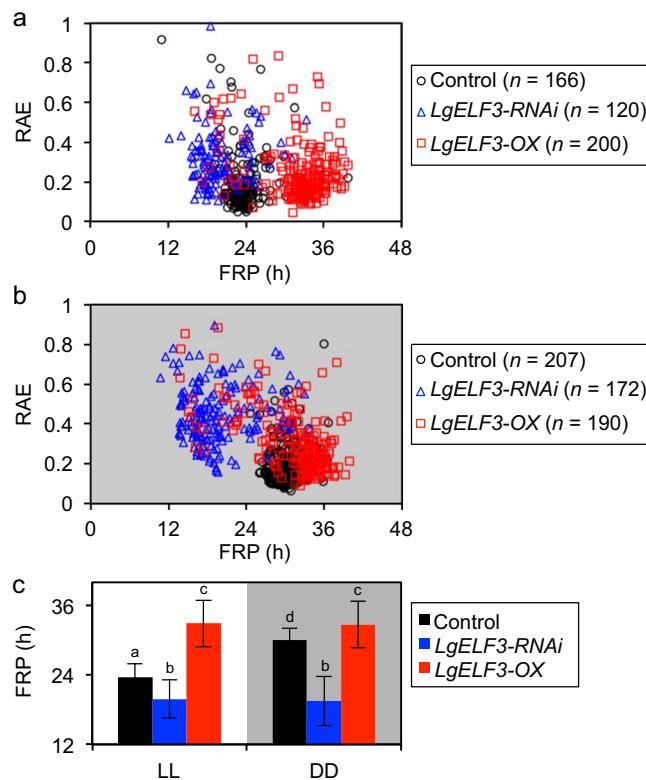 a
1
0.8
0.6
0.4
0.2
0
RAE
0 12 24 36 48
FRP (h)
○ Control (n = 166)
△ LgELF3-RNAi (n = 120)
□ LgELF3-OX (n = 200)
b
1
0.8
0.6
0.4
0.2
0
RAE
0 12 24 36 48
FRP (h)
○ Control (n = 207)
△ LgELF3-RNAi (n = 172)
□ LgELF3-OX (n = 190)
c
36
24
12
FRP (h)
a b c d b c
LL DD
Control
LgELF3-RNAi
LgELF3-OX